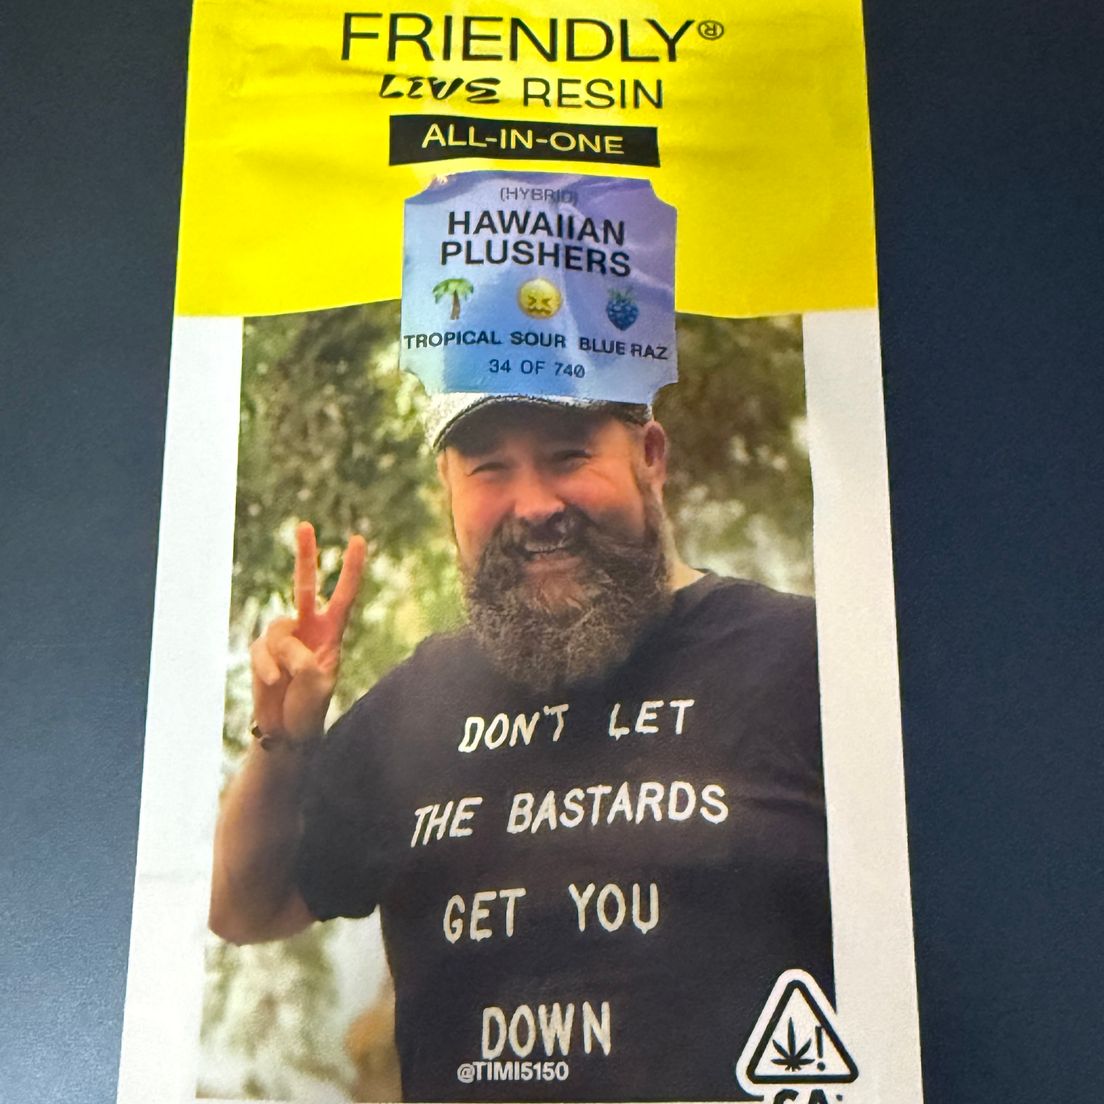 FRIENDLY®
LIVE RESIN
ALL-IN-ONE
(HYBRID)
HAWAIIAN
PLUSHERS
TROPICAL SOUR BLUE RAZ
34 OF 740
DON'T LET
THE BASTARDS
GET YOU
DOWN
@TIMI5150
!
CA